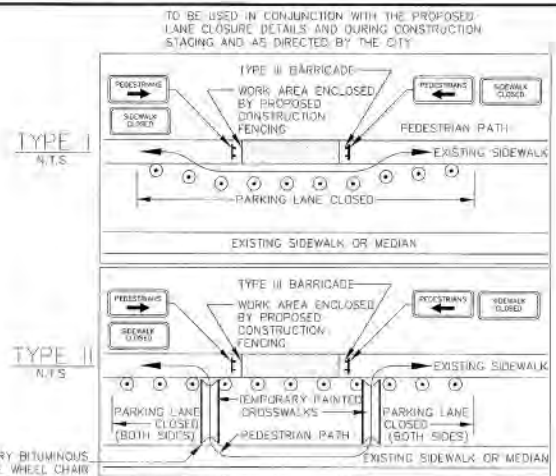 TO BE USED IN CONJUNCTION WITH THE PROPOSED
LANE CLOSURE DETAILS AND DURING CONSTRUCTION
STAGING AND AS DIRECTED BY THE CITY
TYPE I
N.T.S.
PEDESTRIANS
SIDEWALK
CLOSED
TYPE III BARRICADE
WORK AREA ENCLOSED
BY PROPOSED
CONSTRUCTION
FENCING
PEDESTRIANS
SIDEWALK
CLOSED
PEDESTRIAN PATH
EXISTING SIDEWALK
PARKING LANE CLOSED
EXISTING SIDEWALK OR MEDIAN
TYPE II
N.T.S
PEDESTRIANS
SIDEWALK
CLOSED
TYPE III BARRICADE
WORK AREA ENCLOSED
BY PROPOSED
CONSTRUCTION
FENCING
PEDESTRIANS
SIDEWALK
CLOSED
EXISTING SIDEWALK
PARKING LANE
CLOSED
(BOTH SIDES)
TEMPORARY PAINTED
CROSSWALKS
PARKING LANE
CLOSED
(BOTH SIDES)
PEDESTRIAN PATH
EXISTING SIDEWALK OR MEDIAN
RY BITUMINOUS
WHEEL CHAIR